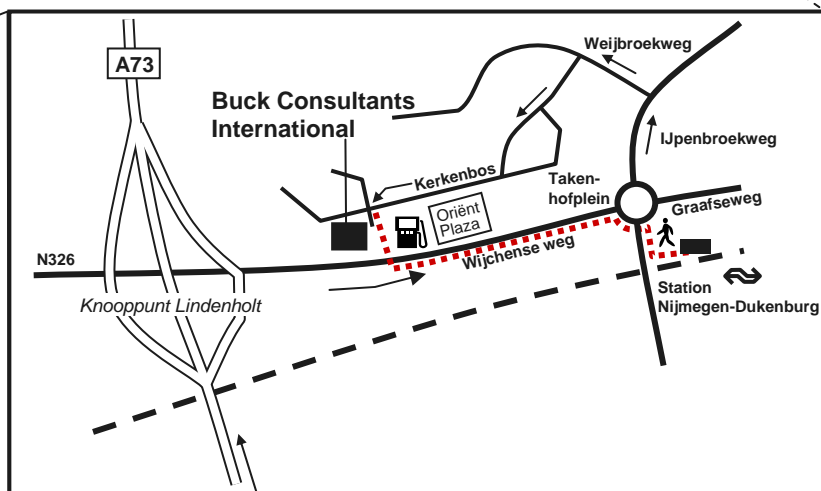 A73
Weijbroekweg
Buck Consultants
International
IJpenbroekweg
Kerkenbos
Taken-
hofplein
Oriënt
Plaza
Graafseweg
Wijchense weg
N326
Knooppunt Lindenholt
Station
Nijmegen-Dukenburg